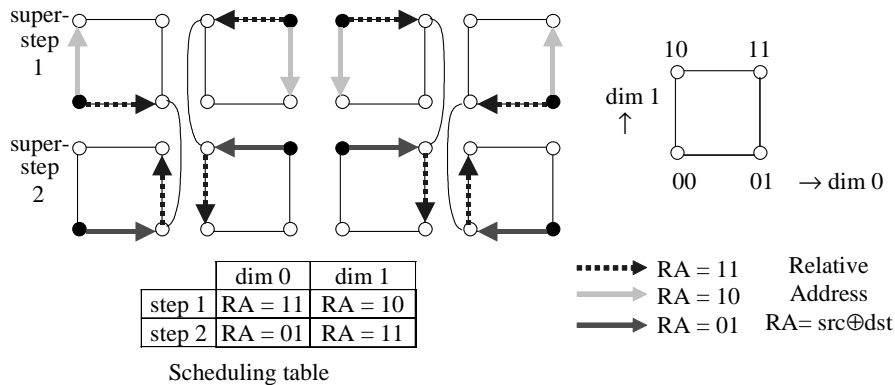 super-
step
1
super-
step
2
10 11
dim 1
↑
00 01 → dim 0
dim 0 dim 1
step 1 RA = 11 RA = 10
step 2 RA = 01 RA = 11
Scheduling table
RA = 11 Relative
RA = 10 Address
RA = 01 RA= src⊕dst